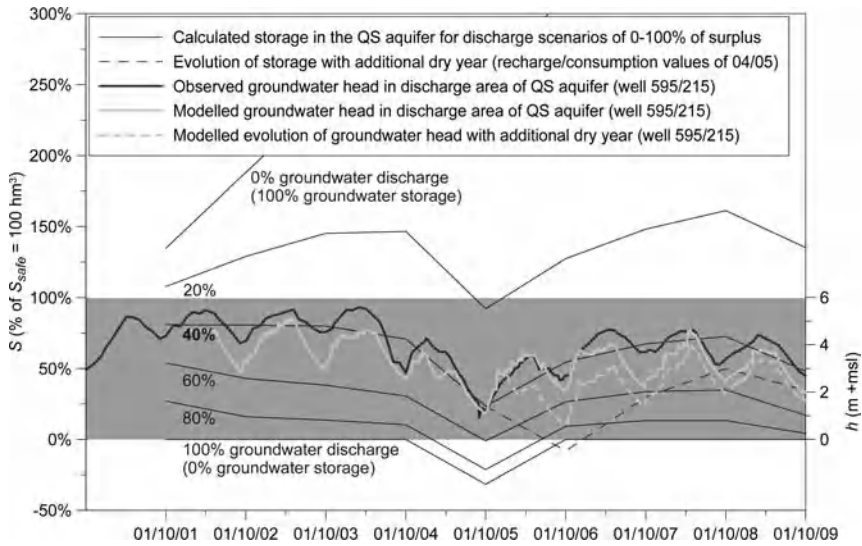 300%
250%
200%
150%
100%
50%
0%
-50%
S (% of Ssafe = 100 hm³)
Calculated storage in the QS aquifer for discharge scenarios of 0-100% of surplus
Evolution of storage with additional dry year (recharge/consumption values of 04/05)
Observed groundwater head in discharge area of QS aquifer (well 595/215)
Modelled groundwater head in discharge area of QS aquifer (well 595/215)
Modelled evolution of groundwater head with additional dry year (well 595/215)
0% groundwater discharge
(100% groundwater storage)
20%
40%
60%
80%
100% groundwater discharge
(0% groundwater storage)
6
4
2
0
h (m +msl)
01/10/01 01/10/02 01/10/03 01/10/04 01/10/05 01/10/06 01/10/07 01/10/08 01/10/09